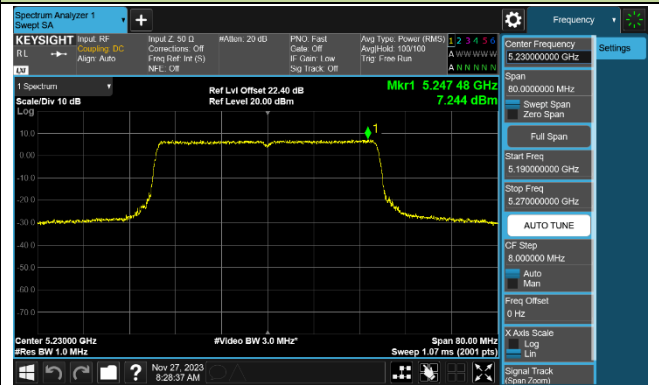 Spectrum Analyzer 1
Swept SA
Frequency
KEYSIGHT
RL
LXI
Input: RF
Coupling: DC
Align: Auto
Input Z: 50 Ω
Corrections: Off
Freq Ref: Int (S)
NFE: Off
#Atten: 20 dB
PNO: Fast
Gate: Off
IF Gain: Low
Sig Track: Off
Avg Type: Power (RMS)
Avg|Hold: 100/100
Trig: Free Run
1 2 3 4 5 6
A W W W W W
A N N N N N
1 Spectrum
Scale/Div 10 dB
Log
Ref Lvl Offset 22.40 dB
Ref Level 20.00 dBm
Mkr1 5.247 48 GHz
7.244 dBm
1
10.0
0.00
-10.0
-20.0
-30.0
-40.0
-50.0
-60.0
-70.0
Center 5.23000 GHz
#Res BW 1.0 MHz
#Video BW 3.0 MHz*
Span 80.00 MHz
Sweep 1.07 ms (2001 pts)
Nov 27, 2023
8:28:37 AM
Center Frequency
5.230000000 GHz
Settings
Span
80.0000000 MHz
Swept Span
Zero Span
Full Span
Start Freq
5.190000000 GHz
Stop Freq
5.270000000 GHz
AUTO TUNE
CF Step
8.000000 MHz
Auto
Man
Freq Offset
0 Hz
X Axis Scale
Log
Lin
Signal Track
(Span Zoom)